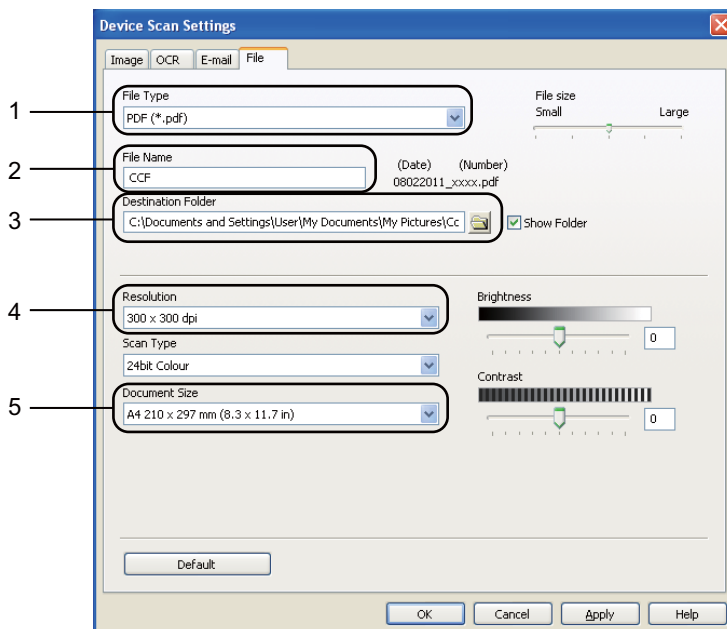 Device Scan Settings
Image OCR E-mail File
1
File Type
PDF (*.pdf)
File size
Small Large
2
File Name
CCF
(Date) (Number)
08022011_xxxx.pdf
3
Destination Folder
C:\Documents and Settings\User\My Documents\My Pictures\Cc
Show Folder
4
Resolution
300 x 300 dpi
Brightness
0
Scan Type
24bit Colour
Contrast
0
5
Document Size
A4 210 x 297 mm (8.3 x 11.7 in)
Default
OK Cancel Apply Help